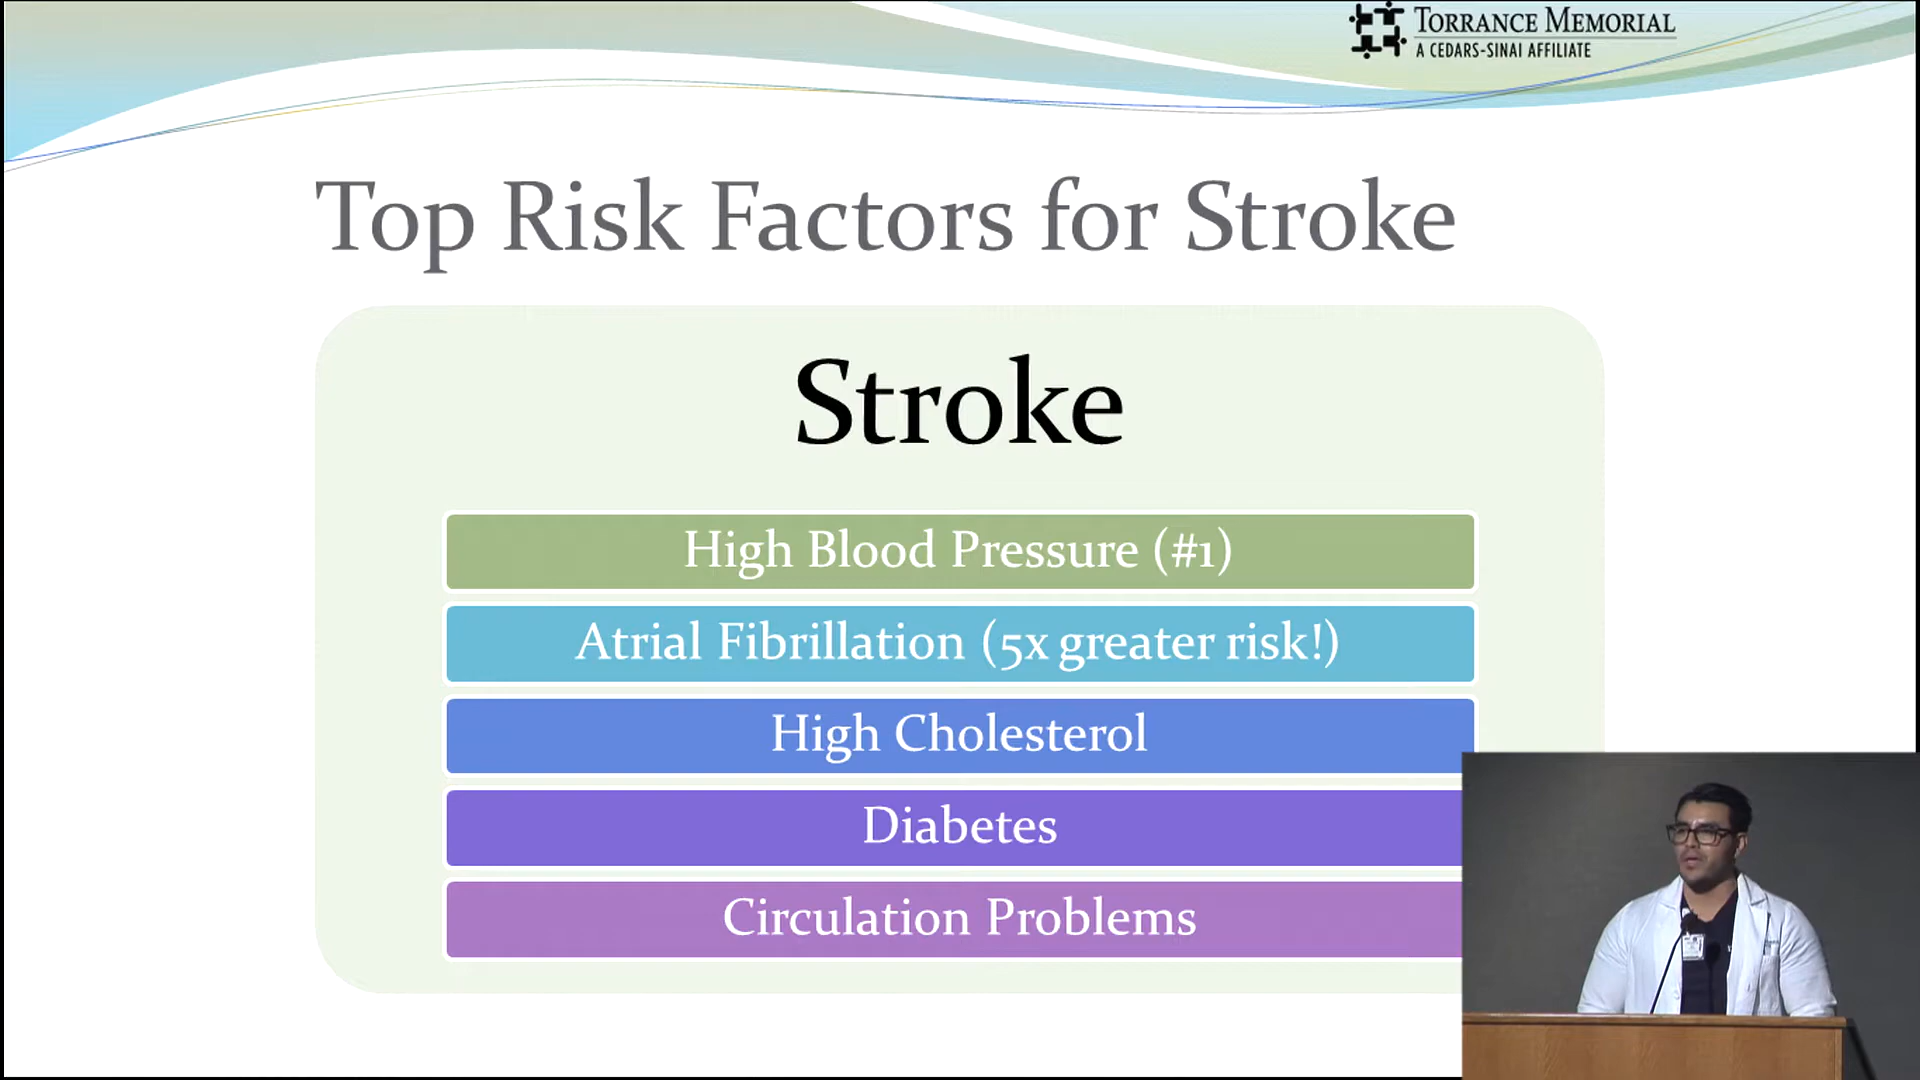 TORRANCE MEMORIAL
A CEDARS-SINAI AFFILIATE
Top Risk Factors for Stroke
Stroke
High Blood Pressure (#1)
Atrial Fibrillation (5x greater risk!)
High Cholesterol
Diabetes
Circulation Problems